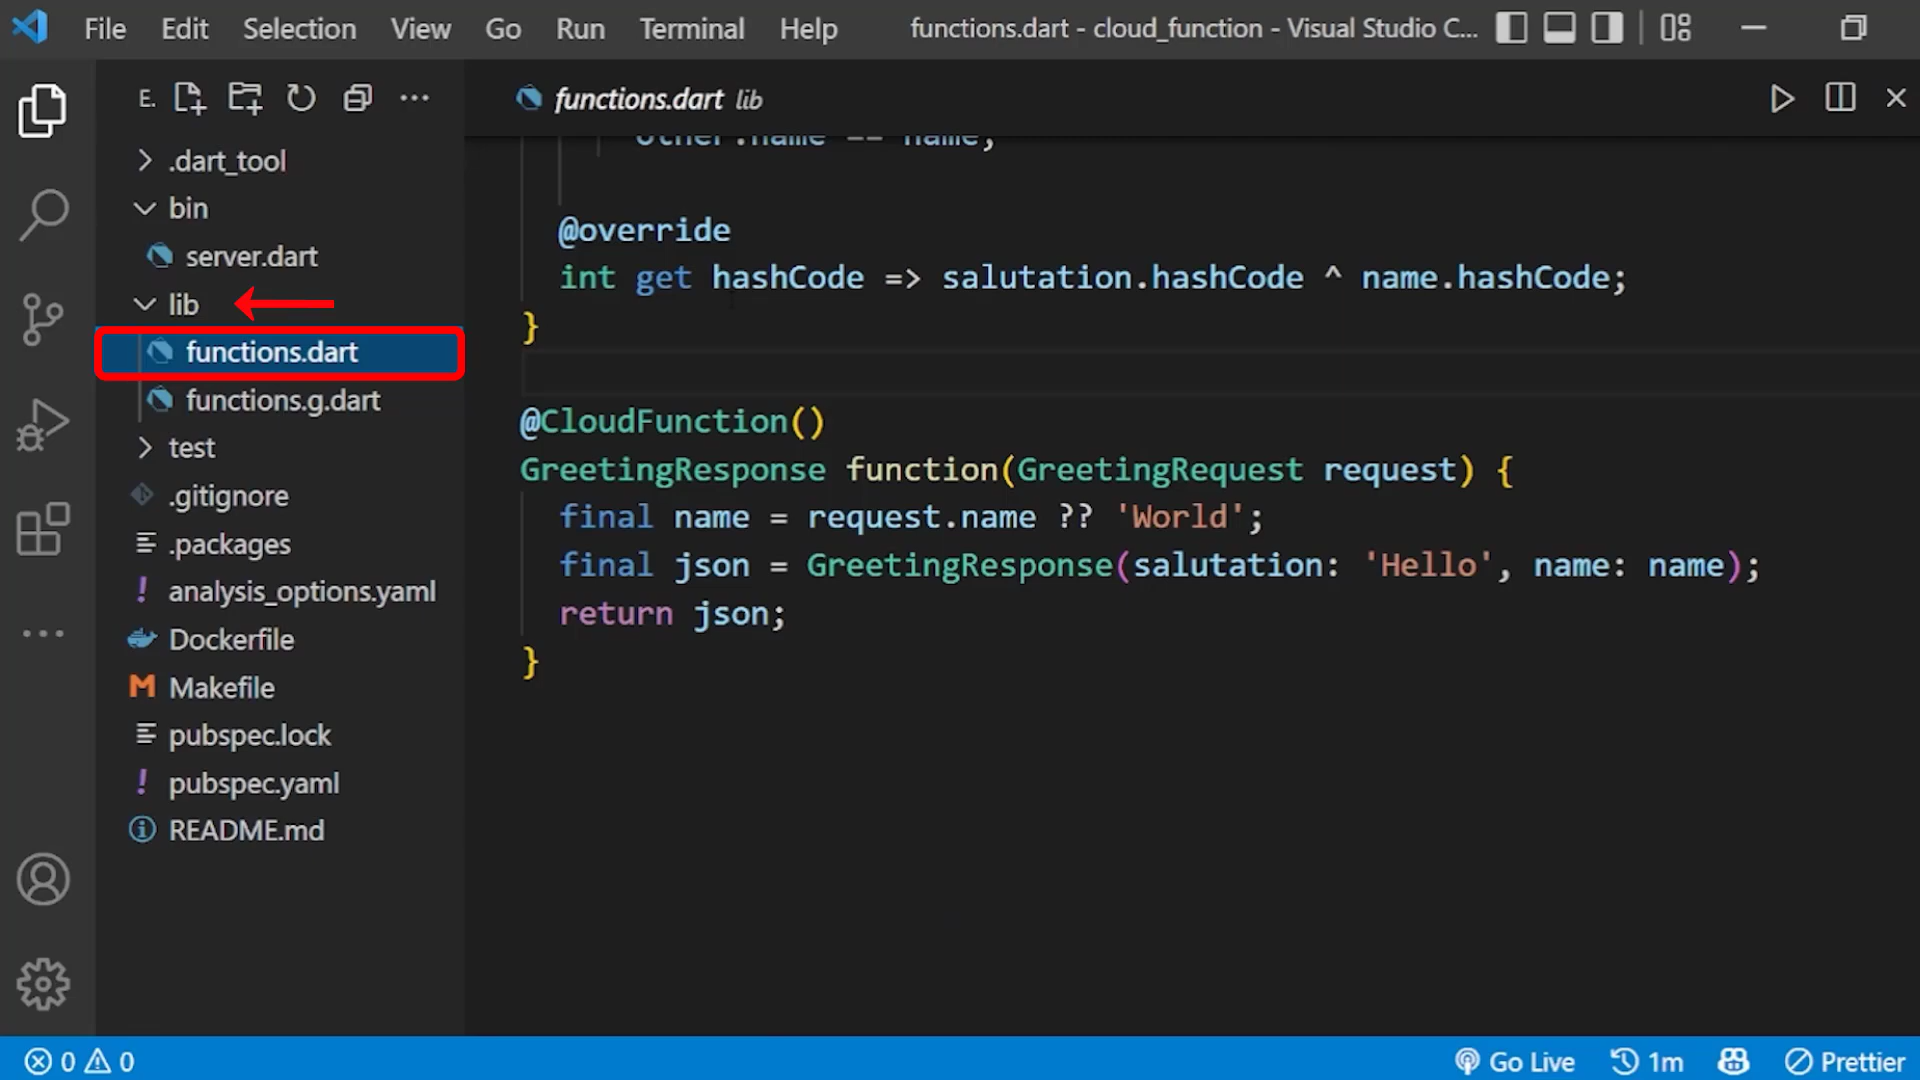 File Edit Selection View Go Run Terminal Help functions.dart - cloud_function - Visual Studio C...
E.
.dart_tool
bin
server.dart
lib
functions.dart
functions.g.dart
test
.gitignore
.packages
analysis_options.yaml
Dockerfile
Makefile
pubspec.lock
pubspec.yaml
README.md
functions.dart lib
other.name == name;
@override
int get hashCode => salutation.hashCode ^ name.hashCode;
}
@CloudFunction()
GreetingResponse function(GreetingRequest request) {
final name = request.name ?? 'World';
final json = GreetingResponse(salutation: 'Hello', name: name);
return json;
}
0 0 Go Live 1m Prettier